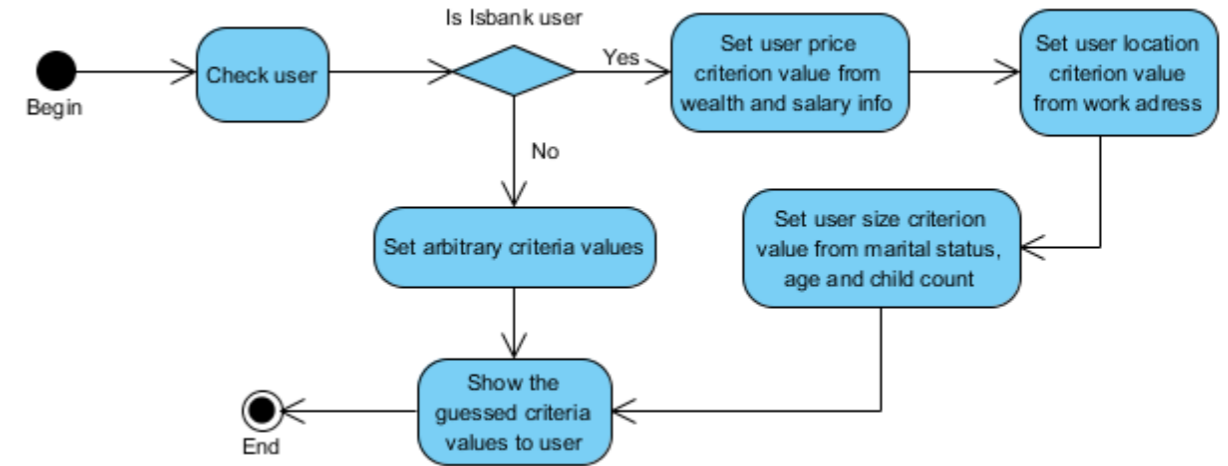 Is Isbank user
Begin
Check user
Yes
Set user price
criterion value from
wealth and salary info
Set user location
criterion value
from work adress
No
Set arbitrary criteria values
Set user size criterion
value from marital status,
age and child count
Show the
guessed criteria
values to user
End